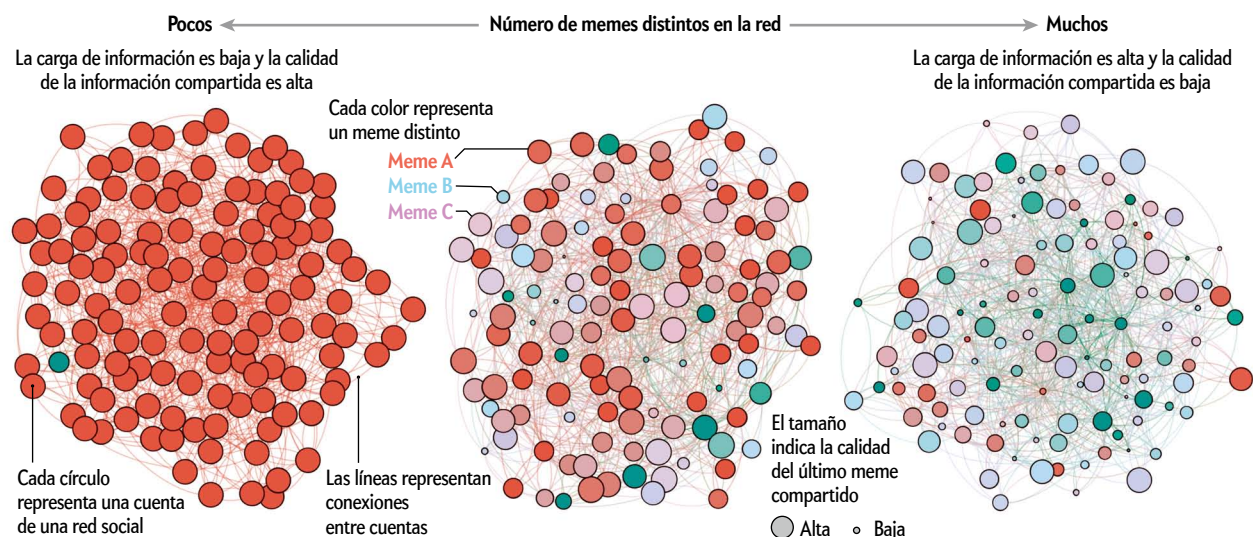 Pocos
Número de memes distintos en la red
Muchos
La carga de información es baja y la calidad
de la información compartida es alta
La carga de información es alta y la calidad
de la información compartida es baja
Cada color representa
un meme distinto
Meme A
Meme B
Meme C
Cada círculo
representa una cuenta
de una red social
Las líneas representan
conexiones
entre cuentas
El tamaño
indica la calidad
del último meme
compartido
Alta
Baja